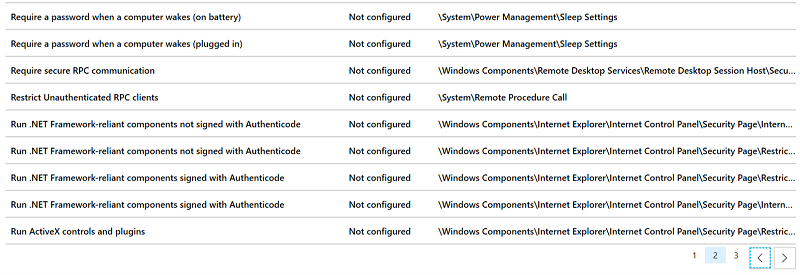 Require a password when a computer wakes (on battery) Not configured \System\Power Management\Sleep Settings
Require a password when a computer wakes (plugged in) Not configured \System\Power Management\Sleep Settings
Require secure RPC communication Not configured \Windows Components\Remote Desktop Services\Remote Desktop Session Host\Secu...
Restrict Unauthenticated RPC clients Not configured \System\Remote Procedure Call
Run .NET Framework-reliant components not signed with Authenticode Not configured \Windows Components\Internet Explorer\Internet Control Panel\Security Page\Intern...
Run .NET Framework-reliant components not signed with Authenticode Not configured \Windows Components\Internet Explorer\Internet Control Panel\Security Page\Restric...
Run .NET Framework-reliant components signed with Authenticode Not configured \Windows Components\Internet Explorer\Internet Control Panel\Security Page\Restric...
Run .NET Framework-reliant components signed with Authenticode Not configured \Windows Components\Internet Explorer\Internet Control Panel\Security Page\Intern...
Run ActiveX controls and plugins Not configured \Windows Components\Internet Explorer\Internet Control Panel\Security Page\Restric...
1 2 3